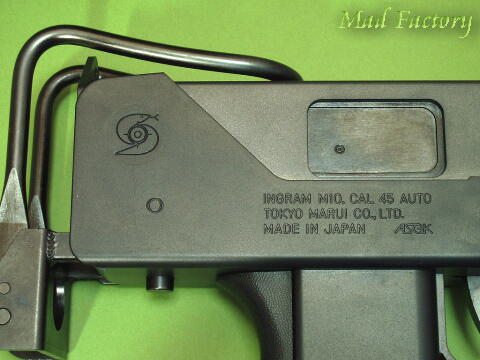 Mad Factory
INGRAM M10, CAL 45 AUTO
TOKYO MARUI CO., LTD.
MADE IN JAPAN ASGK